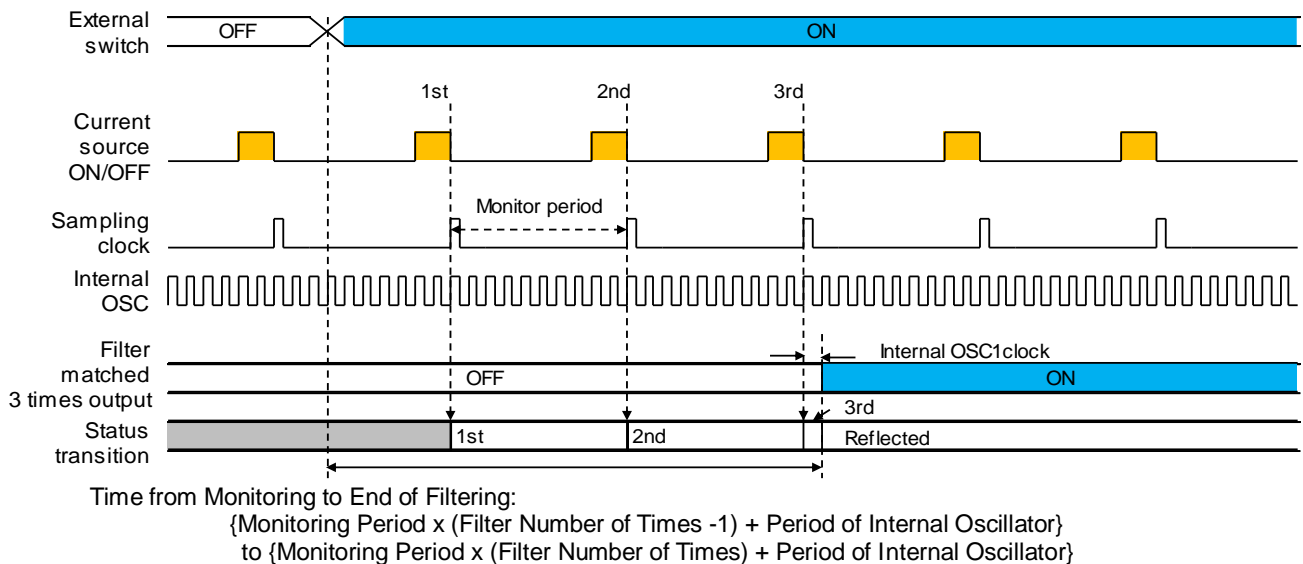 External
switch
OFF
ON
1st
2nd
3rd
Current
source
ON/OFF
Sampling
clock
Monitor period
Internal
OSC
Filter
matched
3 times output
Internal OSC1clock
OFF
ON
3rd
Status
transition
1st
2nd
Reflected
Time from Monitoring to End of Filtering:
{Monitoring Period x (Filter Number of Times -1) + Period of Internal Oscillator}
to {Monitoring Period x (Filter Number of Times) + Period of Internal Oscillator}